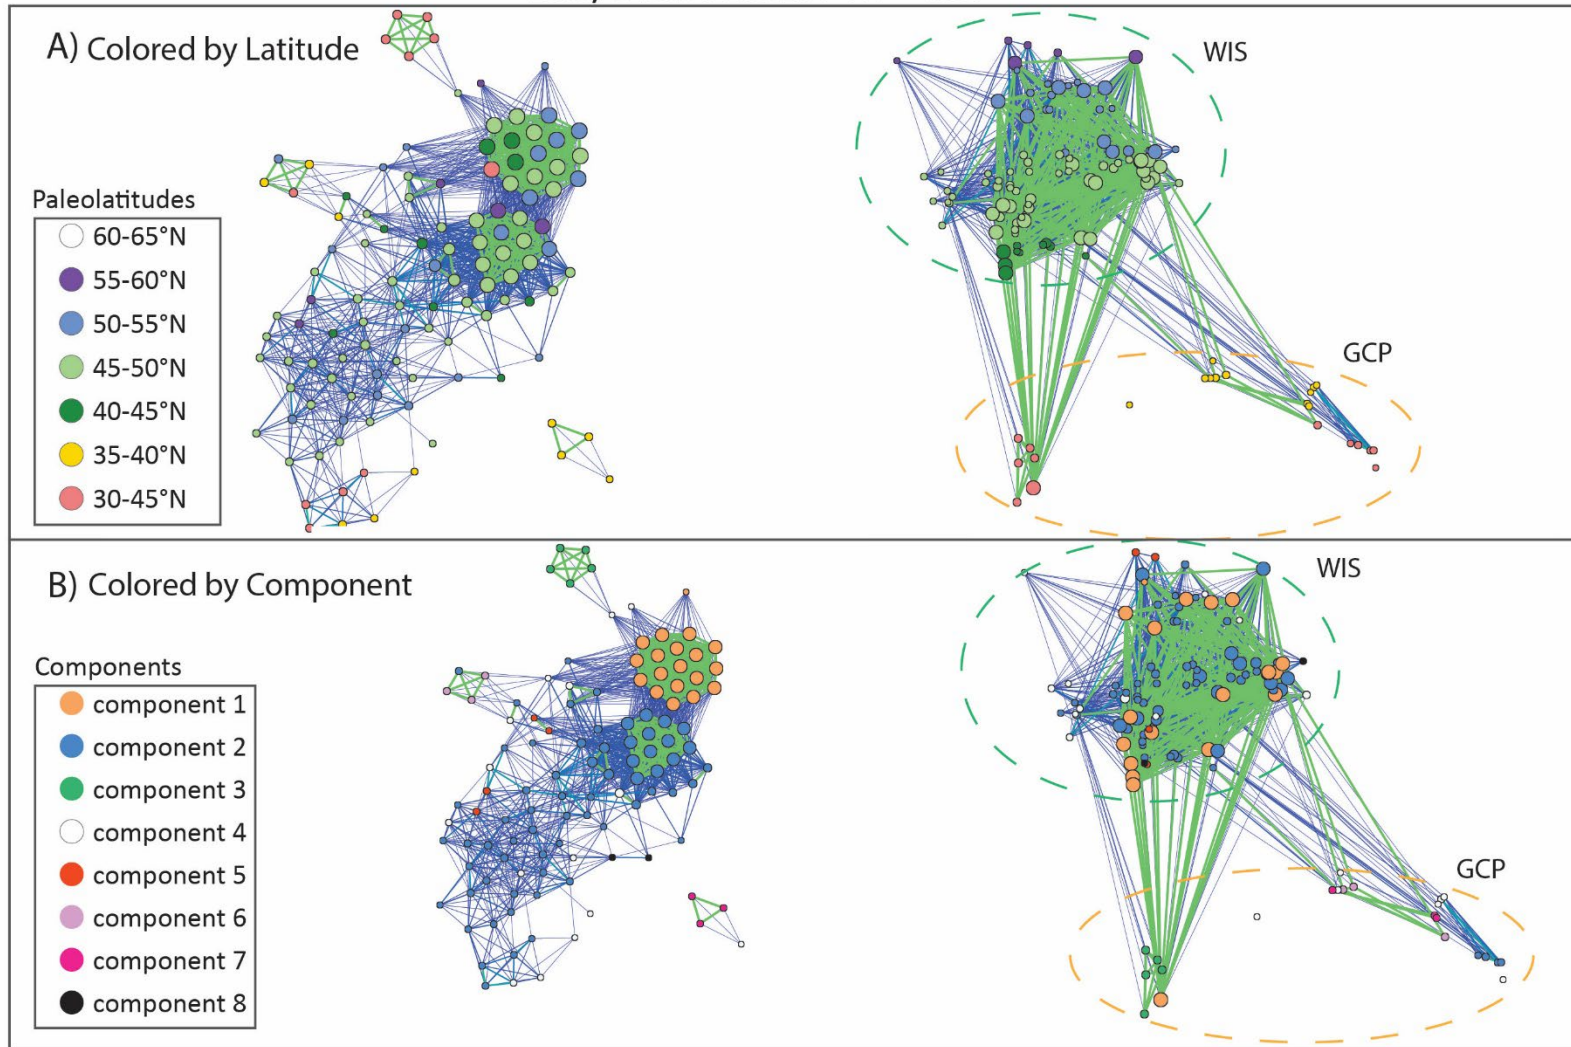 A) Colored by Latitude
WIS
GCP
Paleolatitudes
60-65°N
55-60°N
50-55°N
45-50°N
40-45°N
35-40°N
30-45°N
B) Colored by Component
WIS
GCP
Components
component 1
component 2
component 3
component 4
component 5
component 6
component 7
component 8